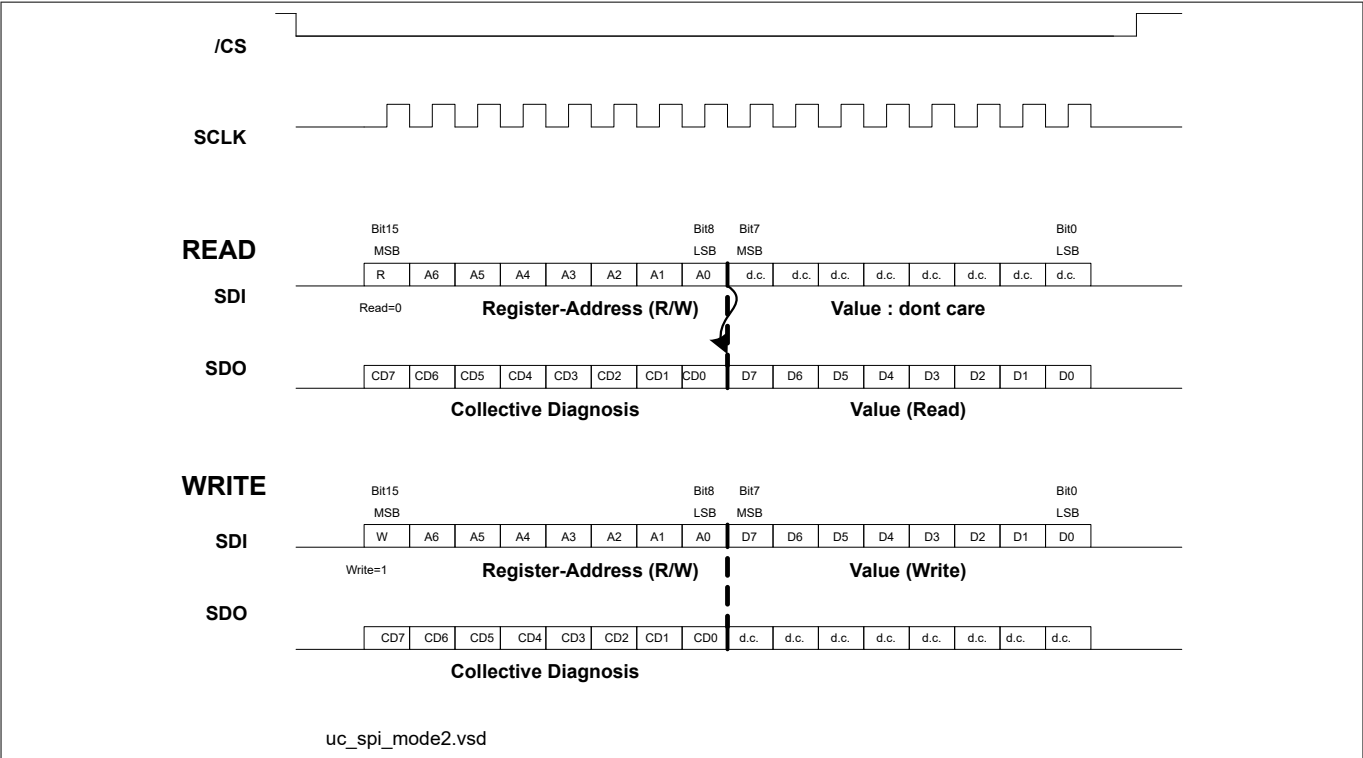 /CS
SCLK
Bit15 Bit8 Bit7 Bit0
READ MSB LSB MSB LSB
R A6 A5 A4 A3 A2 A1 A0 d.c. d.c. d.c. d.c. d.c. d.c. d.c. d.c.
SDI
Read=0 Register-Address (R/W) Value : dont care
SDO
CD7 CD6 CD5 CD4 CD3 CD2 CD1 CD0 D7 D6 D5 D4 D3 D2 D1 D0
Collective Diagnosis Value (Read)
WRITE
Bit15 Bit8 Bit7 Bit0
MSB LSB MSB LSB
SDI W A6 A5 A4 A3 A2 A1 A0 D7 D6 D5 D4 D3 D2 D1 D0
Write=1 Register-Address (R/W) Value (Write)
SDO
CD7 CD6 CD5 CD4 CD3 CD2 CD1 CD0 d.c. d.c. d.c. d.c. d.c. d.c. d.c. d.c.
Collective Diagnosis
uc_spi_mode2.vsd